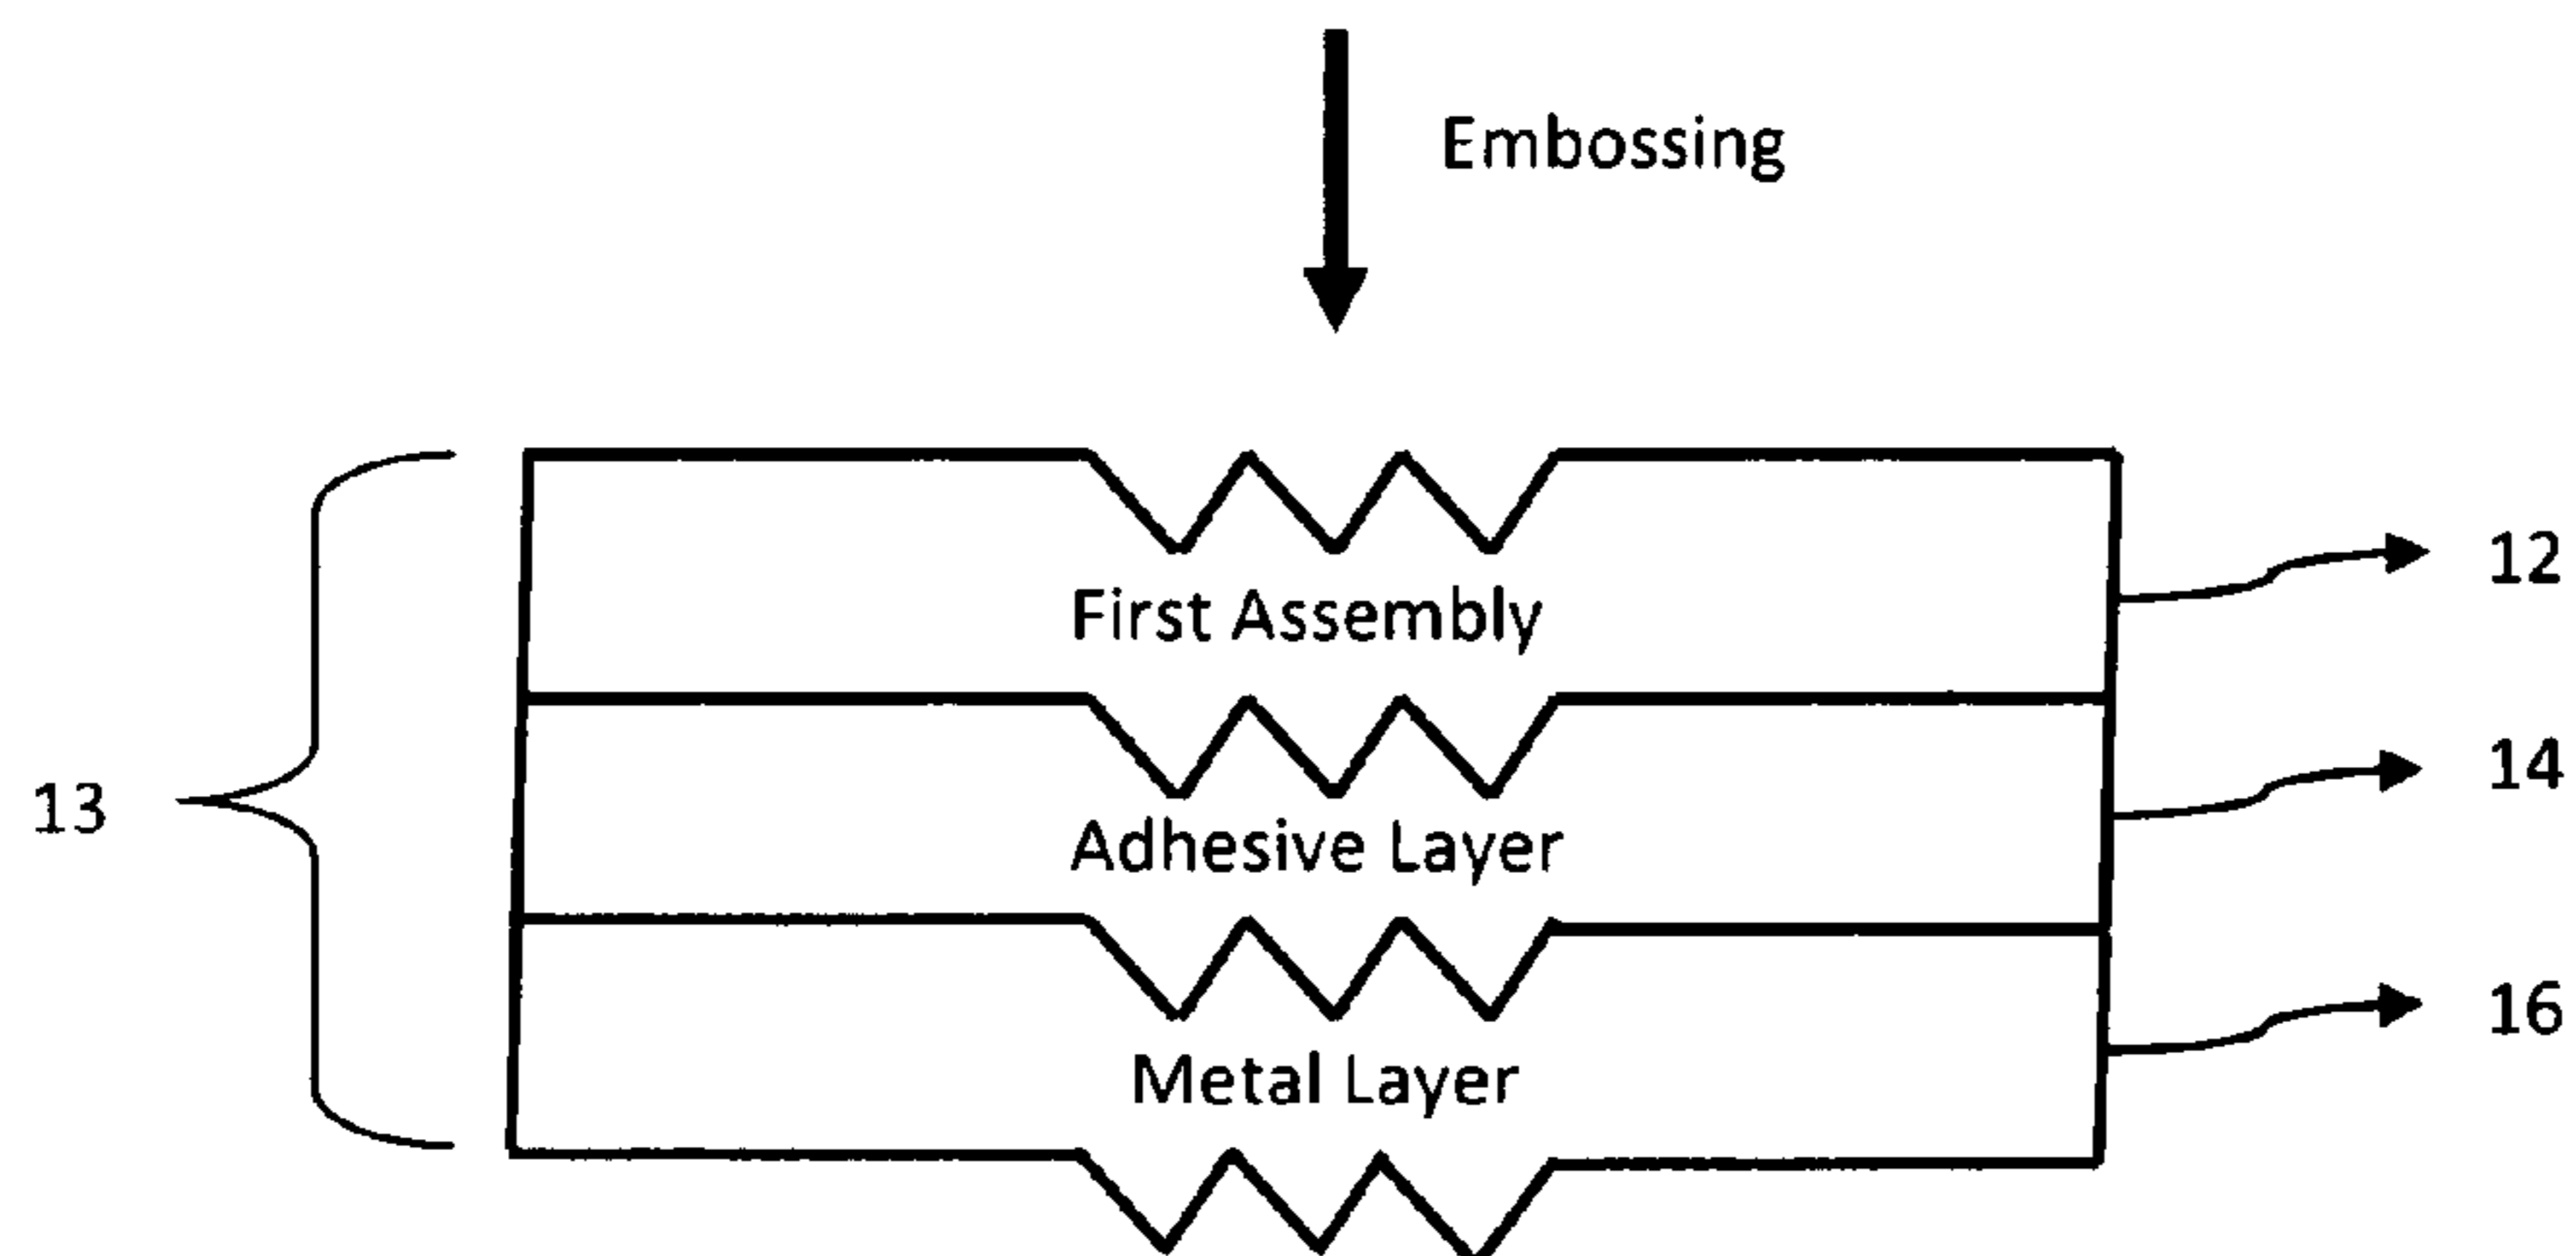 Embossing
12
First Assembly
14
13
Adhesive Layer
16
Metal Layer